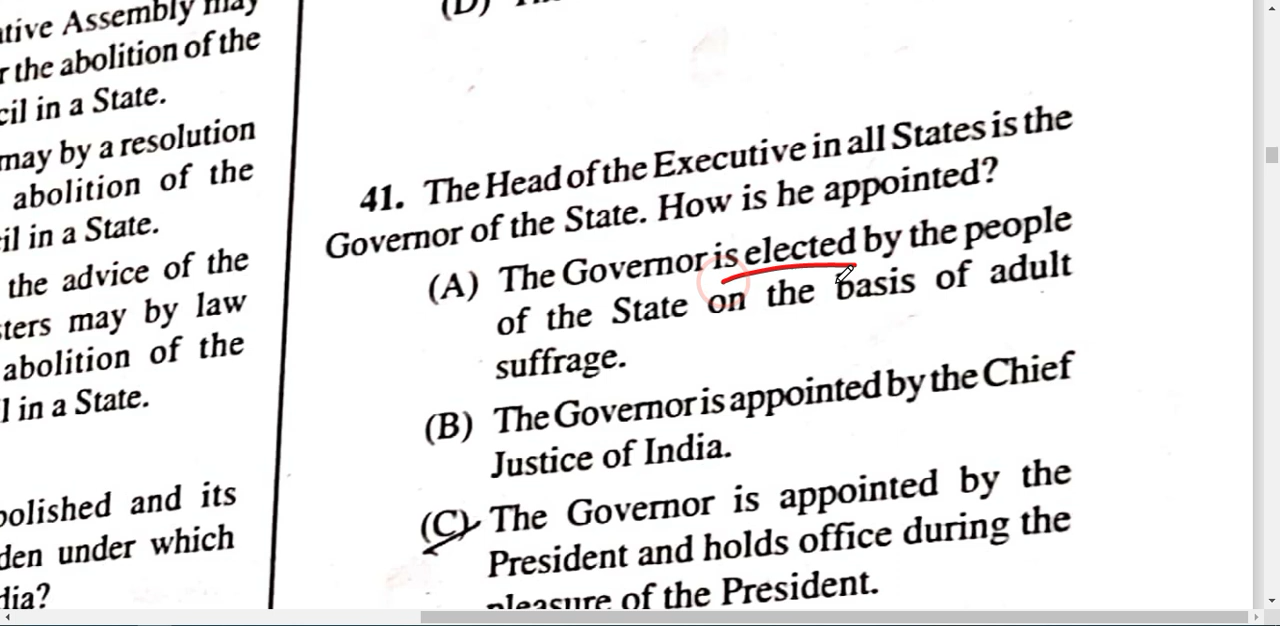 tive Assembly may
r the abolition of the
cil in a State.
may by a resolution
abolition of the
il in a State.
the advice of the
ters may by law
abolition of the
l in a State.
polished and its
den under which
dia?
(D)
41. The Head of the Executive in all States is the
Governor of the State. How is he appointed?
(A) The Governor is elected by the people
of the State on the basis of adult
suffrage.
(B) The Governor is appointed by the Chief
Justice of India.
(C) The Governor is appointed by the
President and holds office during the
pleasure of the President.